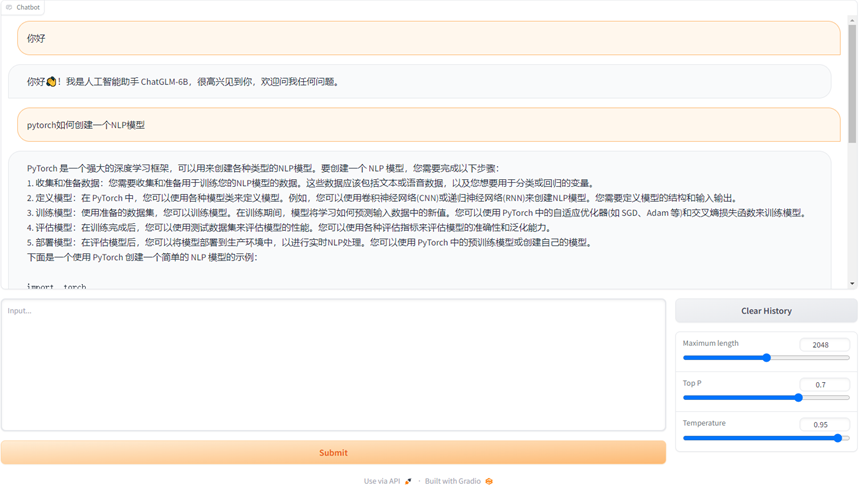 Chatbot
你好
你好👏！我是人工智能助手 ChatGLM-6B，很高兴见到你，欢迎问我任何问题。
pytorch如何创建一个NLP模型
PyTorch 是一个强大的深度学习框架，可以用来创建各种类型的NLP模型。要创建一个 NLP 模型，您需要完成以下步骤：
1. 收集和准备数据：您需要收集和准备用于训练您的NLP模型的数据。这些数据应该包括文本或语音数据，以及您想要用于分类或回归的变量。
2. 定义模型：在 PyTorch 中，您可以使用各种模型类来定义模型。例如，您可以使用卷积神经网络(CNN)或递归神经网络(RNN)来创建NLP模型。您需要定义模型的结构和输入输出。
3. 训练模型：使用准备的数据集，您可以训练模型。在训练期间，模型将学习如何预测输入数据中的新值。您可以使用 PyTorch 中的自适应优化器(如 SGD、Adam 等)和交叉熵损失函数来训练模型。
4. 评估模型：在训练完成后，您可以使用测试数据集来评估模型的性能。您可以使用各种评估指标来评估模型的准确性和泛化能力。
5. 部署模型：在评估模型后，您可以将模型部署到生产环境中，以进行实时NLP处理。您可以使用 PyTorch 中的预训练模型或创建自己的模型。
下面是一个使用 PyTorch 创建一个简单的 NLP 模型的示例：
import torch
Input...
Clear History
Maximum length 2048
Top P 0.7
Temperature 0.95
Submit
Use via API · Built with Gradio